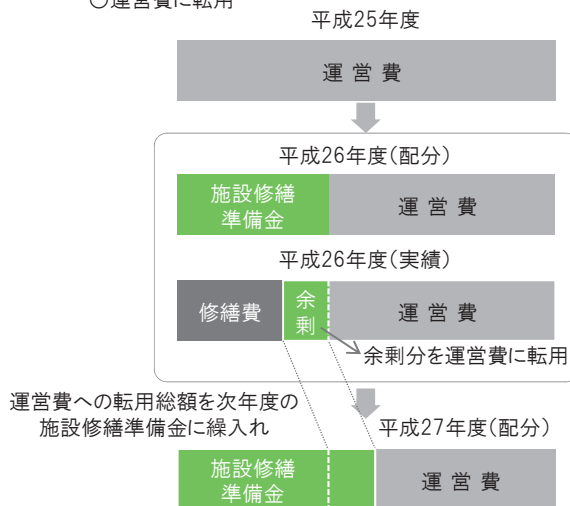 ○運営費に転用
平成25年度
運 営 費
平成26年度(配分)
施設修繕
準備金
運 営 費
平成26年度(実績)
修繕費
余
剰
運 営 費
余剰分を運営費に転用
運営費への転用総額を次年度の
施設修繕準備金に繰入れ
平成27年度(配分)
施設修繕
準備金
運 営 費